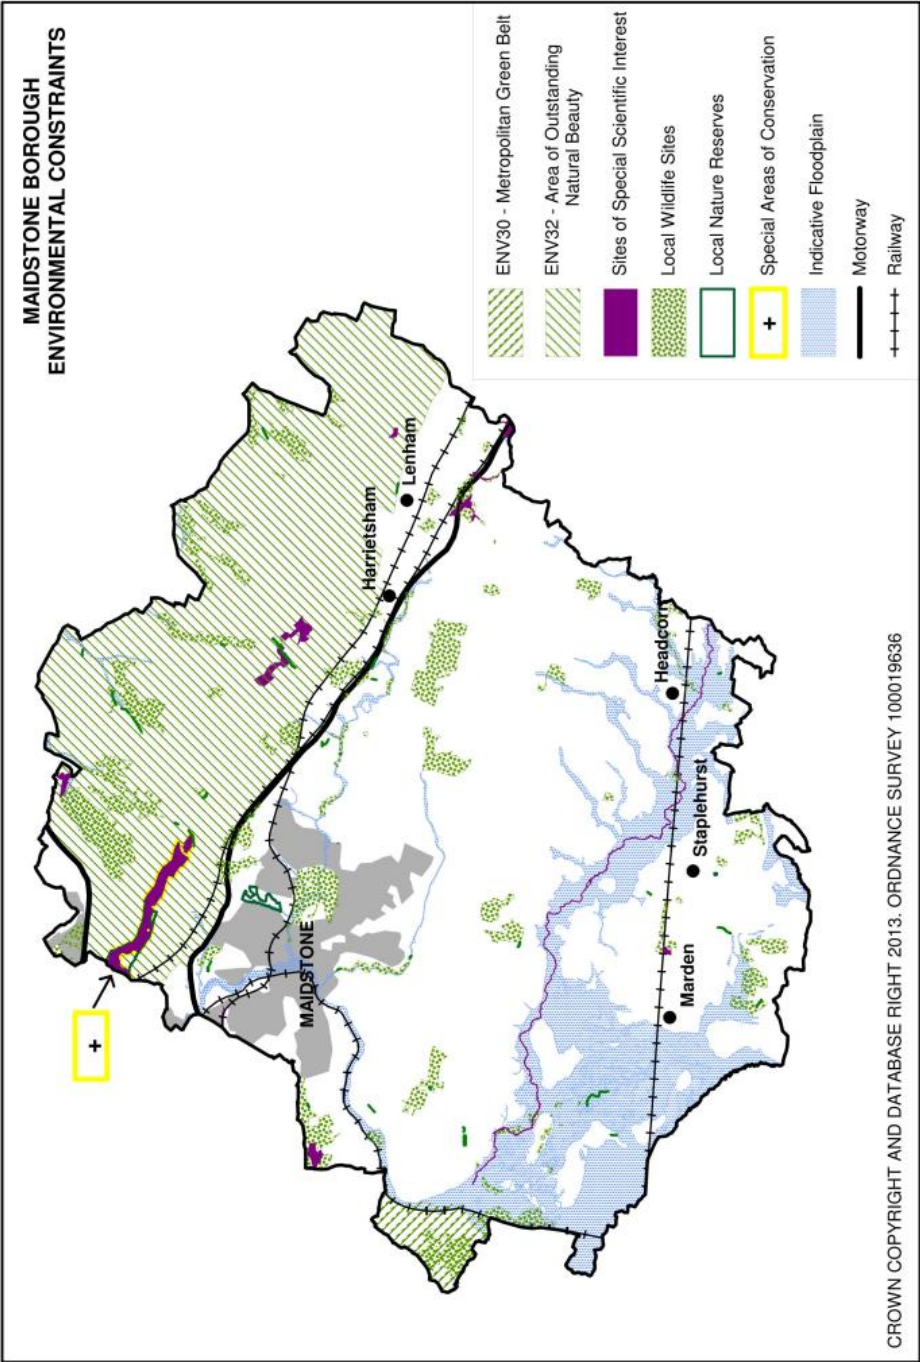 MAIDSTONE BOROUGH
ENVIRONMENTAL CONSTRAINTS
+
Harrietsham
Lenham
MAIDSTONE
Headcorn
Staplehurst
Marden
ENV30 - Metropolitan Green Belt
ENV32 - Area of Outstanding
Natural Beauty
Sites of Special Scientific Interest
Local Wildlife Sites
Local Nature Reserves
+
Special Areas of Conservation
Indicative Floodplain
Motorway
Railway
CROWN COPYRIGHT AND DATABASE RIGHT 2013. ORDNANCE SURVEY 100019636